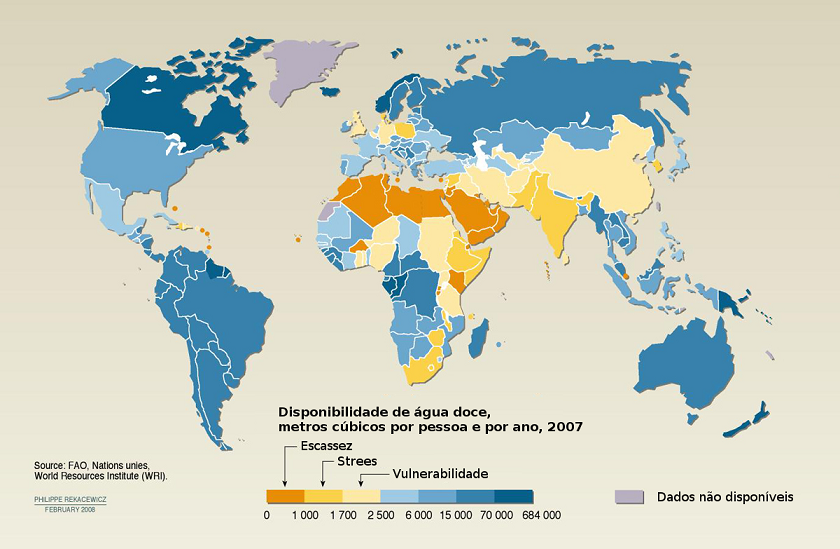 Disponibilidade de água doce,
metros cúbicos por pessoa e por ano, 2007
Escassez
Strees
Vulnerabilidade
0 1 000 1 700 2 500 6 000 15 000 70 000 684 000
Dados não disponíveis
Source: FAO, Nations unies,
World Resources Institute (WRI).
PHILIPPE REKACEWICZ
FEBRUARY 2008